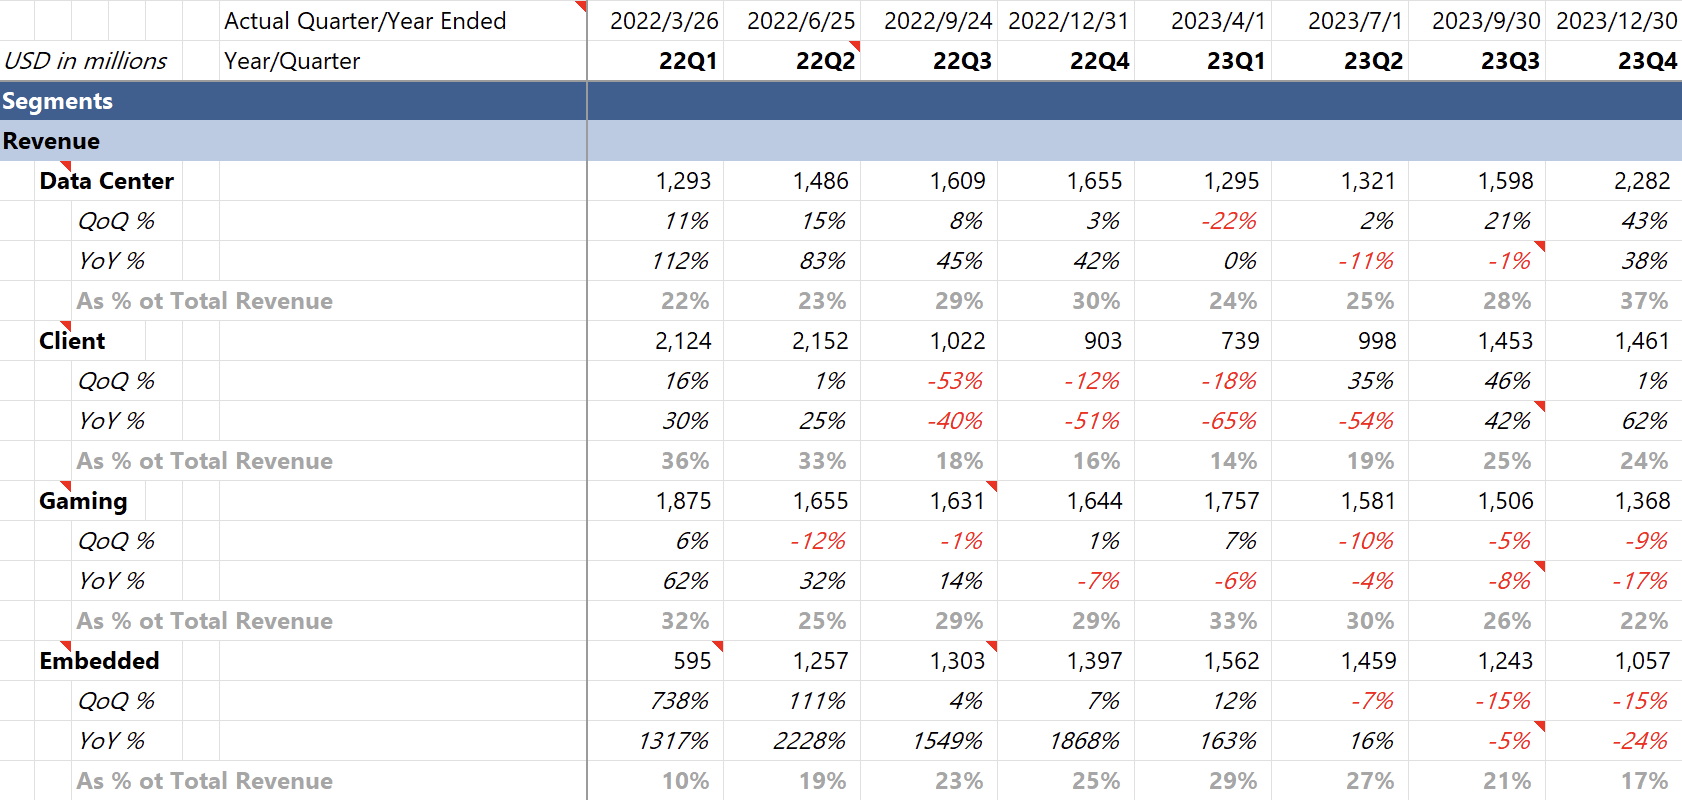 Actual Quarter/Year Ended 2022/3/26 2022/6/25 2022/9/24 2022/12/31 2023/4/1 2023/7/1 2023/9/30 2023/12/30
USD in millions Year/Quarter 22Q1 22Q2 22Q3 22Q4 23Q1 23Q2 23Q3 23Q4
Segments
Revenue
Data Center 1,293 1,486 1,609 1,655 1,295 1,321 1,598 2,282
QoQ % 11% 15% 8% 3% -22% 2% 21% 43%
YoY % 112% 83% 45% 42% 0% -11% -1% 38%
As % ot Total Revenue 22% 23% 29% 30% 24% 25% 28% 37%
Client 2,124 2,152 1,022 903 739 998 1,453 1,461
QoQ % 16% 1% -53% -12% -18% 35% 46% 1%
YoY % 30% 25% -40% -51% -65% -54% 42% 62%
As % ot Total Revenue 36% 33% 18% 16% 14% 19% 25% 24%
Gaming 1,875 1,655 1,631 1,644 1,757 1,581 1,506 1,368
QoQ % 6% -12% -1% 1% 7% -10% -5% -9%
YoY % 62% 32% 14% -7% -6% -4% -8% -17%
As % ot Total Revenue 32% 25% 29% 29% 33% 30% 26% 22%
Embedded 595 1,257 1,303 1,397 1,562 1,459 1,243 1,057
QoQ % 738% 111% 4% 7% 12% -7% -15% -15%
YoY % 1317% 2228% 1549% 1868% 163% 16% -5% -24%
As % ot Total Revenue 10% 19% 23% 25% 29% 27% 21% 17%